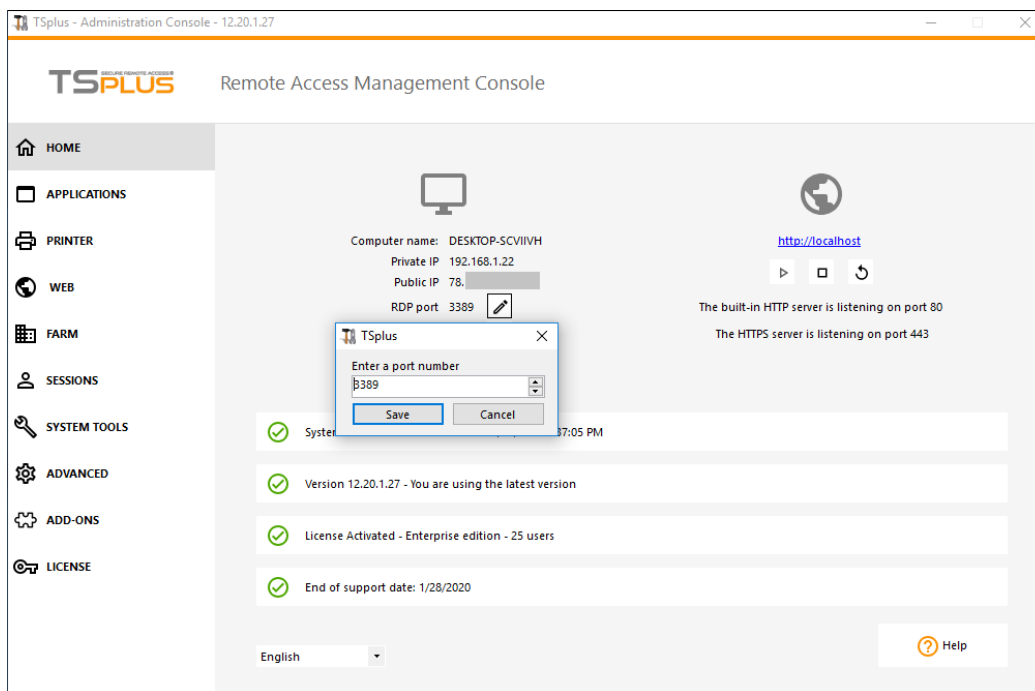 TSplus - Administration Console - 12.20.1.27
TSPLUS
SECURE REMOTE ACCESS
Remote Access Management Console
HOME
APPLICATIONS
PRINTER
WEB
FARM
SESSIONS
SYSTEM TOOLS
ADVANCED
ADD-ONS
LICENSE
Computer name: DESKTOP-SCVIIVH
Private IP 192.168.1.22
Public IP 78.
RDP port 3389
http://localhost
The built-in HTTP server is listening on port 80
The HTTPS server is listening on port 443
TSplus
Enter a port number
3389
Save Cancel
Syste 37:05 PM
Version 12.20.1.27 - You are using the latest version
License Activated - Enterprise edition - 25 users
End of support date: 1/28/2020
English
Help